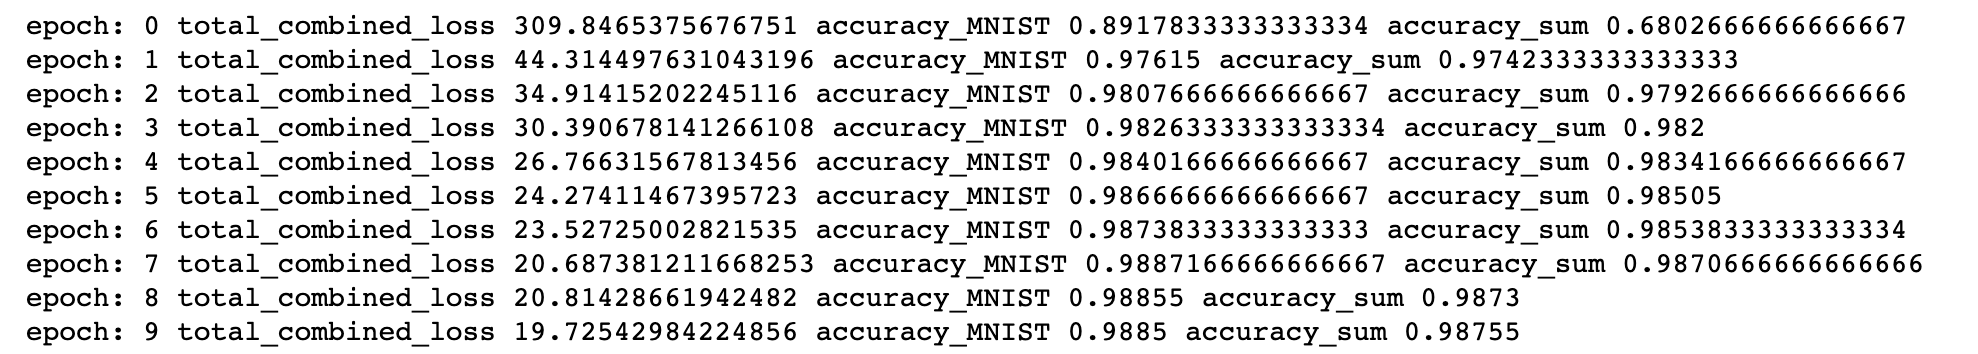 epoch: 0 total_combined_loss 309.8465375676751 accuracy_MNIST 0.8917833333333334 accuracy_sum 0.6802666666666667
epoch: 1 total_combined_loss 44.314497631043196 accuracy_MNIST 0.97615 accuracy_sum 0.9742333333333333
epoch: 2 total_combined_loss 34.91415202245116 accuracy_MNIST 0.9807666666666667 accuracy_sum 0.9792666666666666
epoch: 3 total_combined_loss 30.390678141266108 accuracy_MNIST 0.9826333333333334 accuracy_sum 0.982
epoch: 4 total_combined_loss 26.76631567813456 accuracy_MNIST 0.9840166666666667 accuracy_sum 0.9834166666666667
epoch: 5 total_combined_loss 24.27411467395723 accuracy_MNIST 0.9866666666666667 accuracy_sum 0.98505
epoch: 6 total_combined_loss 23.52725002821535 accuracy_MNIST 0.9873833333333333 accuracy_sum 0.9853833333333334
epoch: 7 total_combined_loss 20.687381211668253 accuracy_MNIST 0.9887166666666667 accuracy_sum 0.9870666666666666
epoch: 8 total_combined_loss 20.81428661942482 accuracy_MNIST 0.98855 accuracy_sum 0.9873
epoch: 9 total_combined_loss 19.72542984224856 accuracy_MNIST 0.9885 accuracy_sum 0.98755